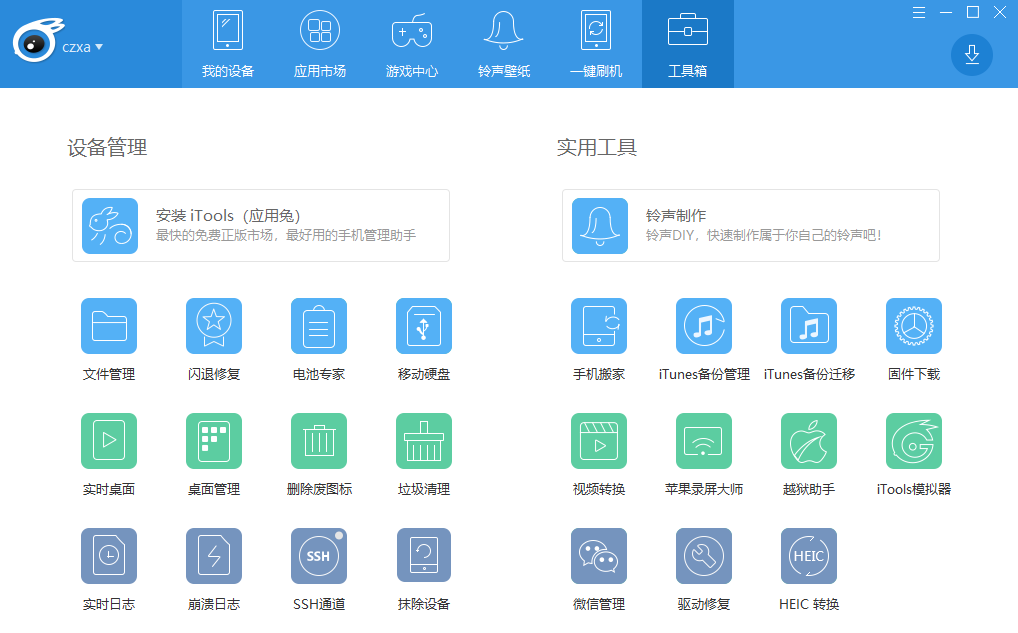 czxa
我的设备
应用市场
游戏中心
铃声壁纸
一键刷机
工具箱
设备管理
安装 iTools（应用兔）
最快的免费正版市场，最好用的手机管理助手
文件管理
闪退修复
电池专家
移动硬盘
实时桌面
桌面管理
删除废图标
垃圾清理
实时日志
崩溃日志
SSH
SSH通道
抹除设备
实用工具
铃声制作
铃声DIY，快速制作属于你自己的铃声吧！
手机搬家
iTunes备份管理
iTunes备份迁移
固件下载
视频转换
苹果录屏大师
越狱助手
iTools模拟器
微信管理
驱动修复
HEIC
HEIC 转换